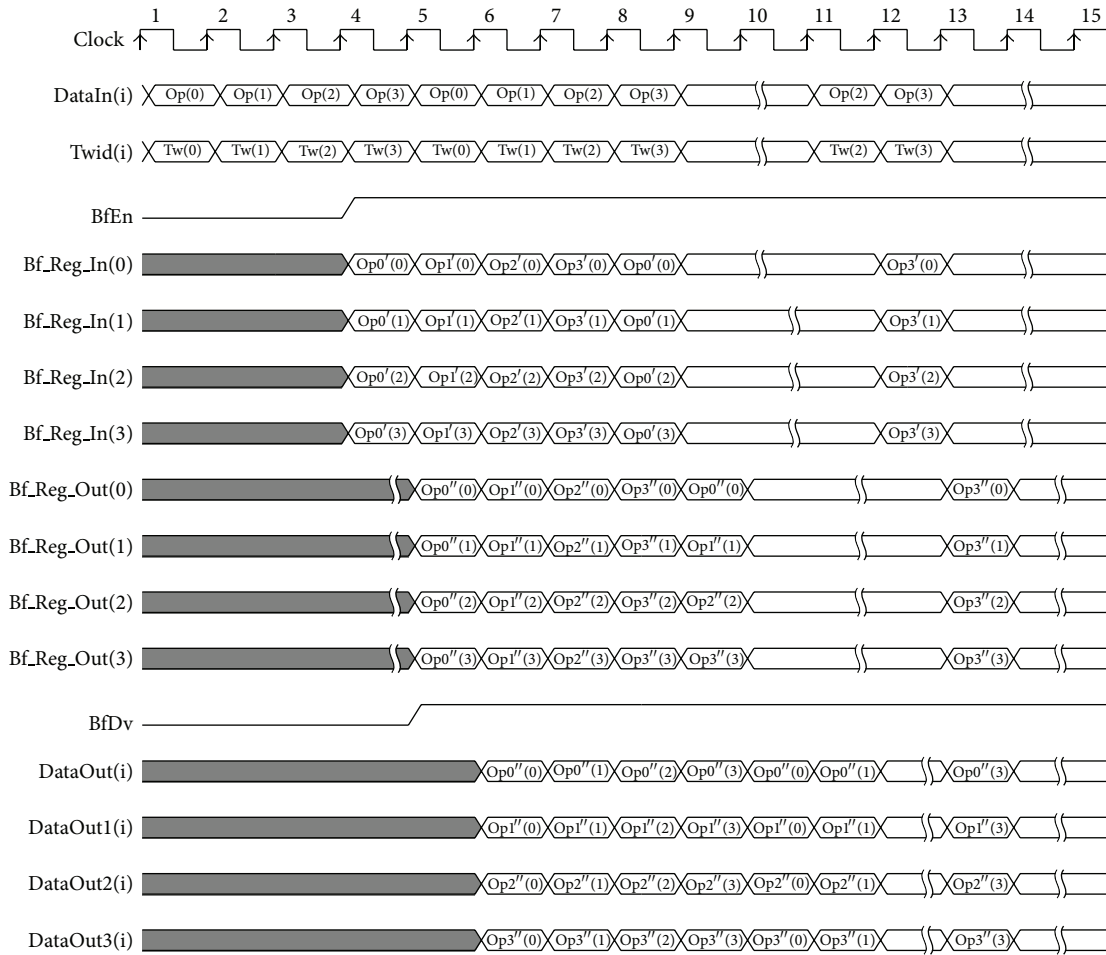 1 2 3 4 5 6 7 8 9 10 11 12 13 14 15
Clock
DataIn(i) Op(0) Op(1) Op(2) Op(3) Op(0) Op(1) Op(2) Op(3) Op(2) Op(3)
Twid(i) Tw(0) Tw(1) Tw(2) Tw(3) Tw(0) Tw(1) Tw(2) Tw(3) Tw(2) Tw(3)
BfEn
Bf_Reg_In(0) Op0′(0) Op1′(0) Op2′(0) Op3′(0) Op0′(0) Op3′(0)
Bf_Reg_In(1) Op0′(1) Op1′(1) Op2′(1) Op3′(1) Op0′(1) Op3′(1)
Bf_Reg_In(2) Op0′(2) Op1′(2) Op2′(2) Op3′(2) Op0′(2) Op3′(2)
Bf_Reg_In(3) Op0′(3) Op1′(3) Op2′(3) Op3′(3) Op0′(3) Op3′(3)
Bf_Reg_Out(0) Op0″(0) Op1″(0) Op2″(0) Op3″(0) Op0″(0) Op3″(0)
Bf_Reg_Out(1) Op0″(1) Op1″(1) Op2″(1) Op3″(1) Op1″(1) Op3″(1)
Bf_Reg_Out(2) Op0″(2) Op1″(2) Op2″(2) Op3″(2) Op2″(2) Op3″(2)
Bf_Reg_Out(3) Op0″(3) Op1″(3) Op2″(3) Op3″(3) Op3″(3) Op3″(3)
BfDv
DataOut(i) Op0″(0) Op0″(1) Op0″(2) Op0″(3) Op0″(0) Op0″(1) Op0″(3)
DataOut1(i) Op1″(0) Op1″(1) Op1″(2) Op1″(3) Op1″(0) Op1″(1) Op1″(3)
DataOut2(i) Op2″(0) Op2″(1) Op2″(2) Op2″(3) Op2″(0) Op2″(1) Op2″(3)
DataOut3(i) Op3″(0) Op3″(1) Op3″(2) Op3″(3) Op3″(0) Op3″(1) Op3″(3)